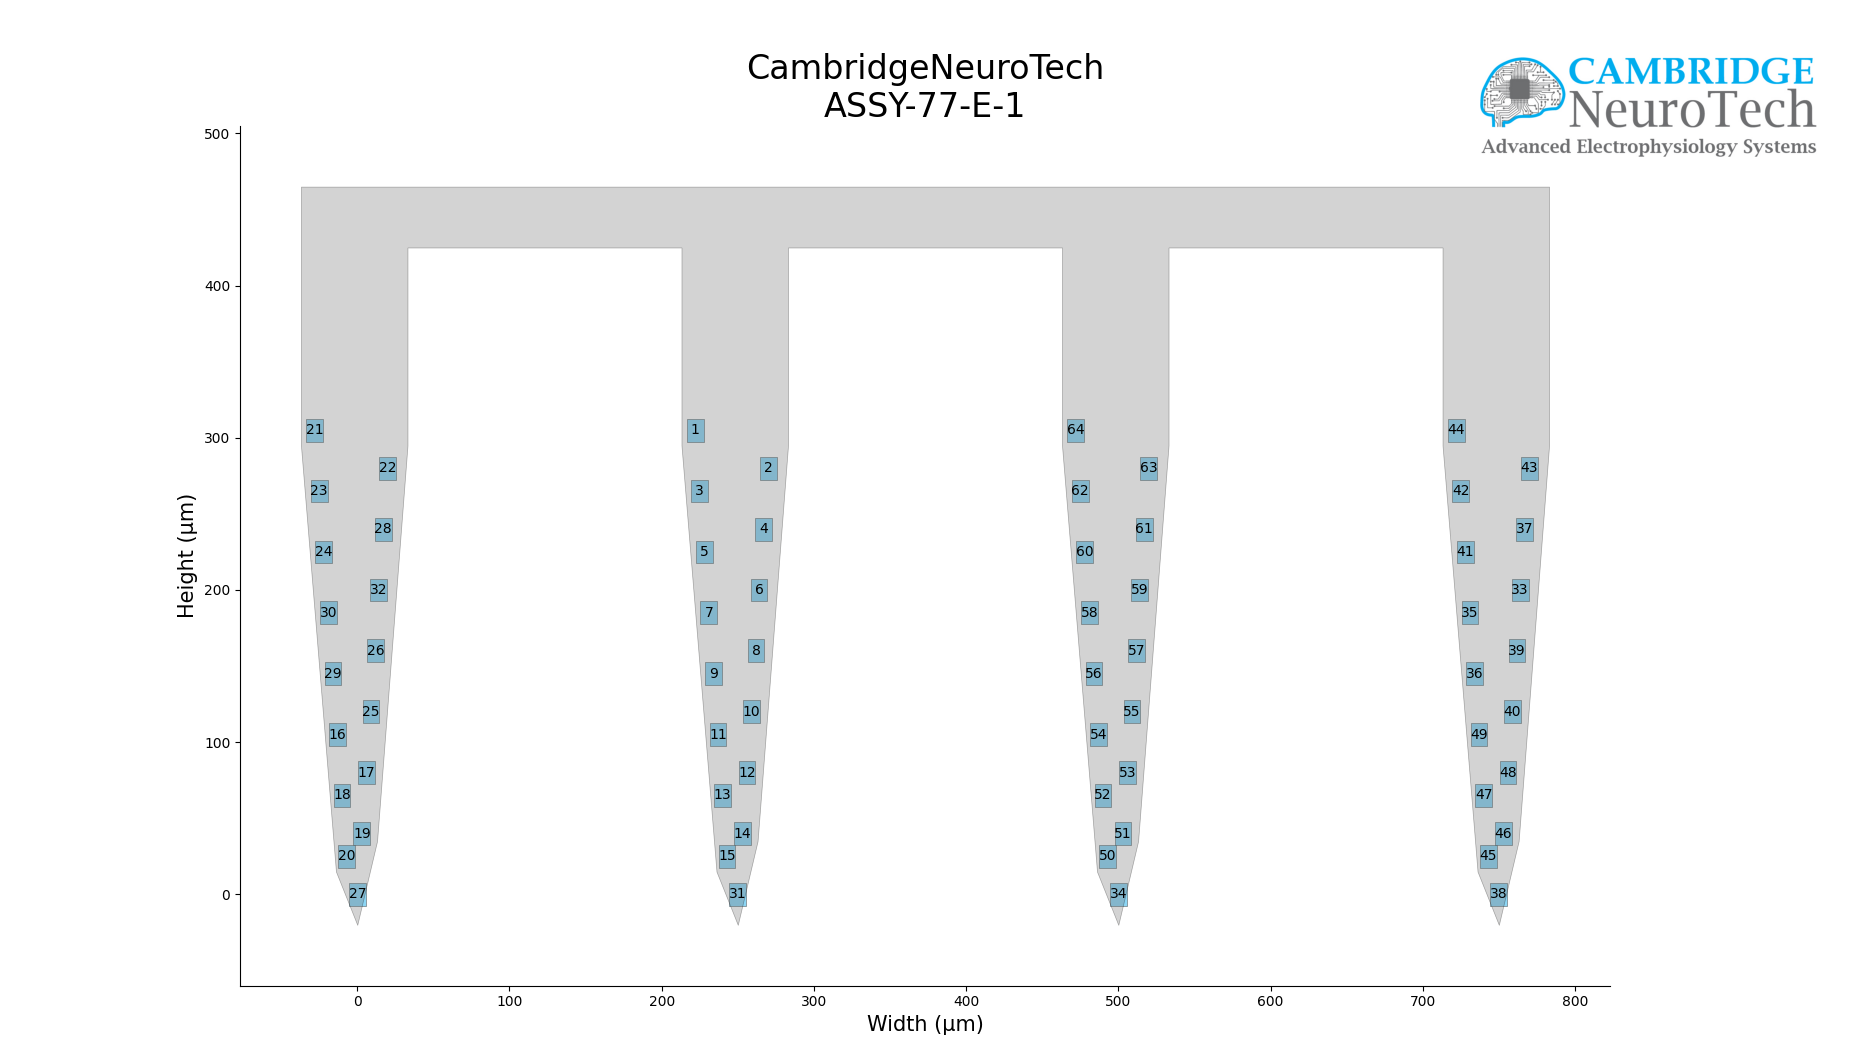 CambridgeNeuroTech
ASSY-77-E-1
CAMBRIDGE
NeuroTech
Advanced Electrophysiology Systems
500
400
21 1 64 44
300
22 2 63 43
23 3 62 42
28 4 61 37
24 5 60 41
Height (µm)
200 32 6 59 33
30 7 58 35
26 8 57 39
29 9 56 36
25 10 55 40
16 11 54 49
100
17 12 53 48
18 13 52 47
19 14 51 46
20 15 50 45
0 27 31 34 38
0 100 200 300 400 500 600 700 800
Width (µm)